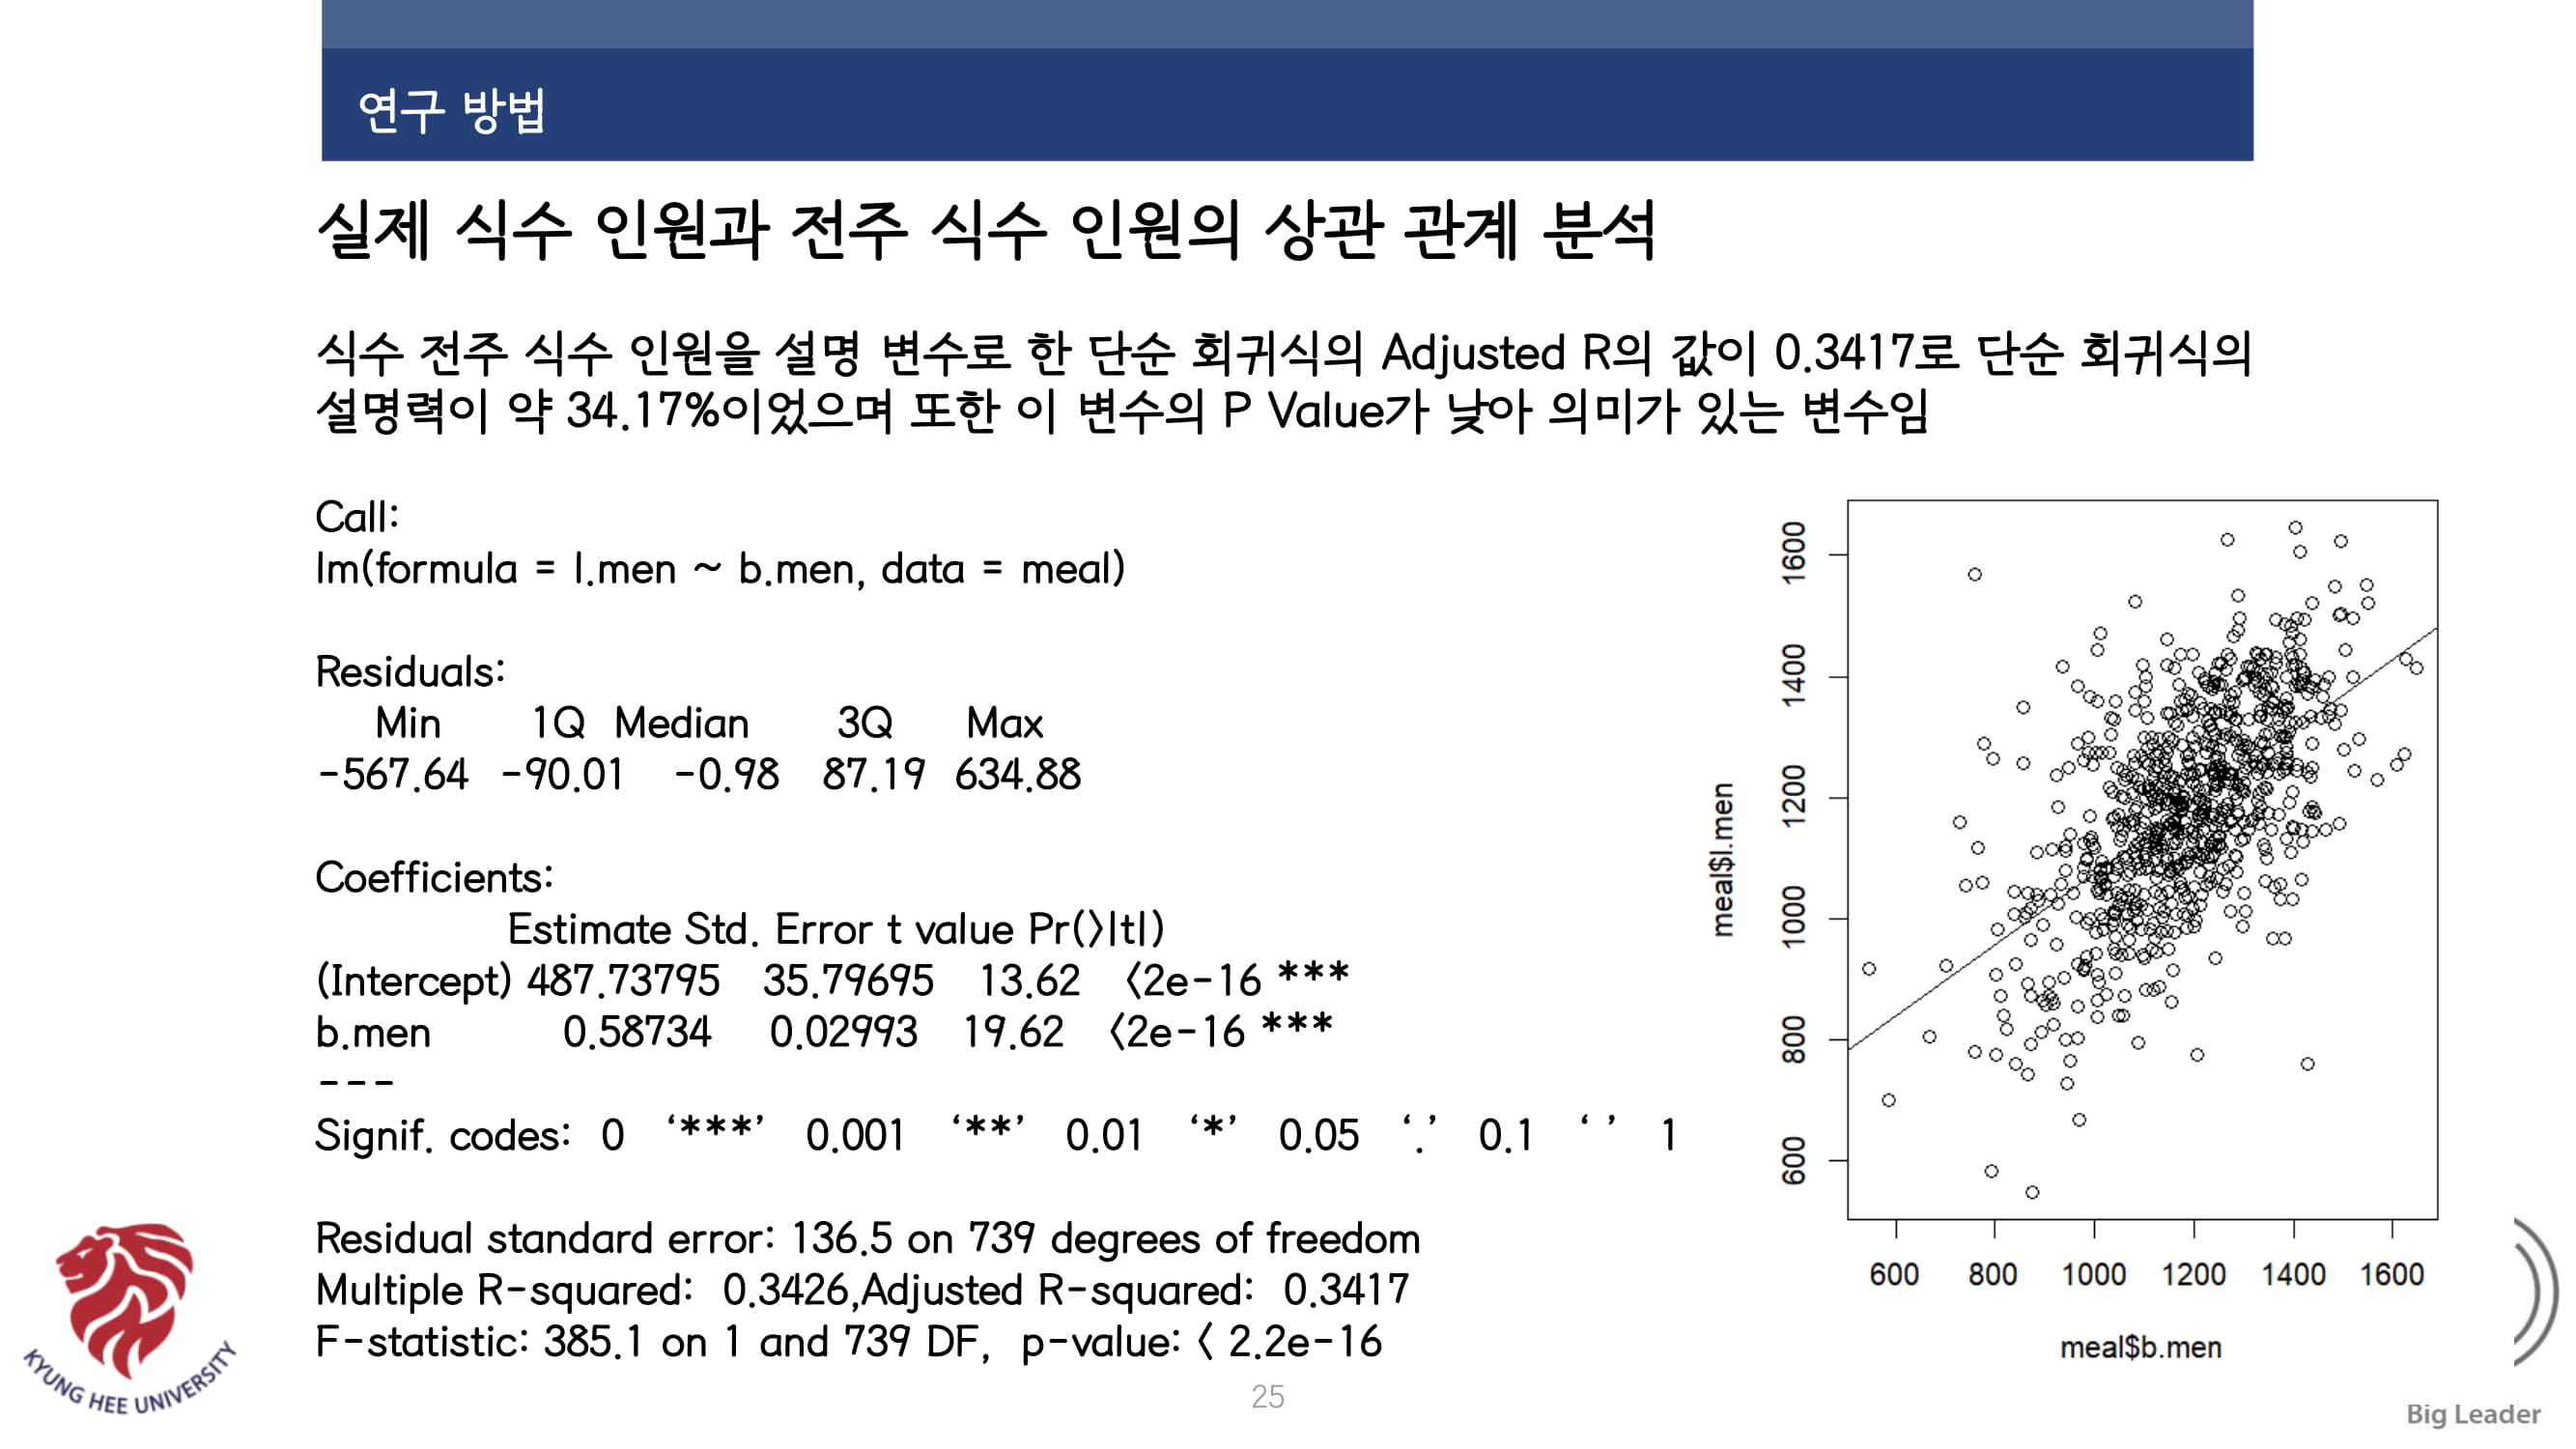 연구 방법
실제 식수 인원과 전주 식수 인원의 상관 관계 분석
식수 전주 식수 인원을 설명 변수로 한 단순 회귀식의 Adjusted R의 값이 0.3417로 단순 회귀식의
설명력이 약 34.17%이었으며 또한 이 변수의 P Value가 낮아 의미가 있는 변수임
Call:
lm(formula = l.men ~ b.men, data = meal)
Residuals:
Min 1Q Median 3Q Max
-567.64 -90.01 -0.98 87.19 634.88
Coefficients:
Estimate Std. Error t value Pr(>|t|)
(Intercept) 487.73795 35.79695 13.62 <2e-16 ***
b.men 0.58734 0.02993 19.62 <2e-16 ***
---
Signif. codes: 0 ‘***’ 0.001 ‘**’ 0.01 ‘*’ 0.05 ‘.’ 0.1 ‘ ’ 1
Residual standard error: 136.5 on 739 degrees of freedom
Multiple R-squared: 0.3426,Adjusted R-squared: 0.3417
F-statistic: 385.1 on 1 and 739 DF, p-value: < 2.2e-16
meal$l.men
1600
1400
1200
1000
800
600
600 800 1000 1200 1400 1600
meal$b.men
KYUNG HEE UNIVERSITY
25
Big Leader